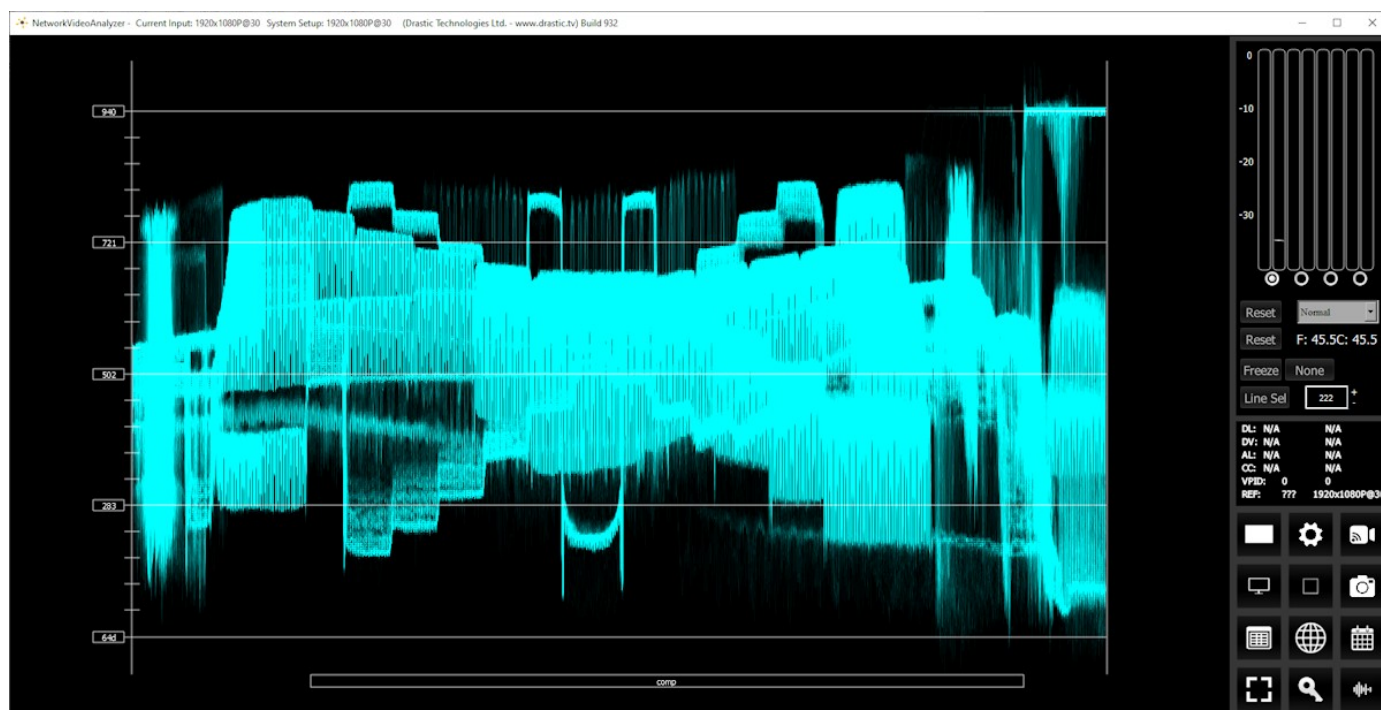 NetworkVideoAnalyzer - Current Input: 1920x1080P@30 System Setup: 1920x1080P@30 (Drastic Technologies Ltd. - www.drastic.tv) Build 932
0
940
-10
-20
-30
721
Reset Normal
Reset F: 45.5C: 45.5
502
Freeze None
Line Sel 222 + -
DL: N/A N/A
DV: N/A N/A
AL: N/A N/A
CC: N/A N/A
VPID: 0 0
REF: ??? 1920x1080P@30
283
64d
comp